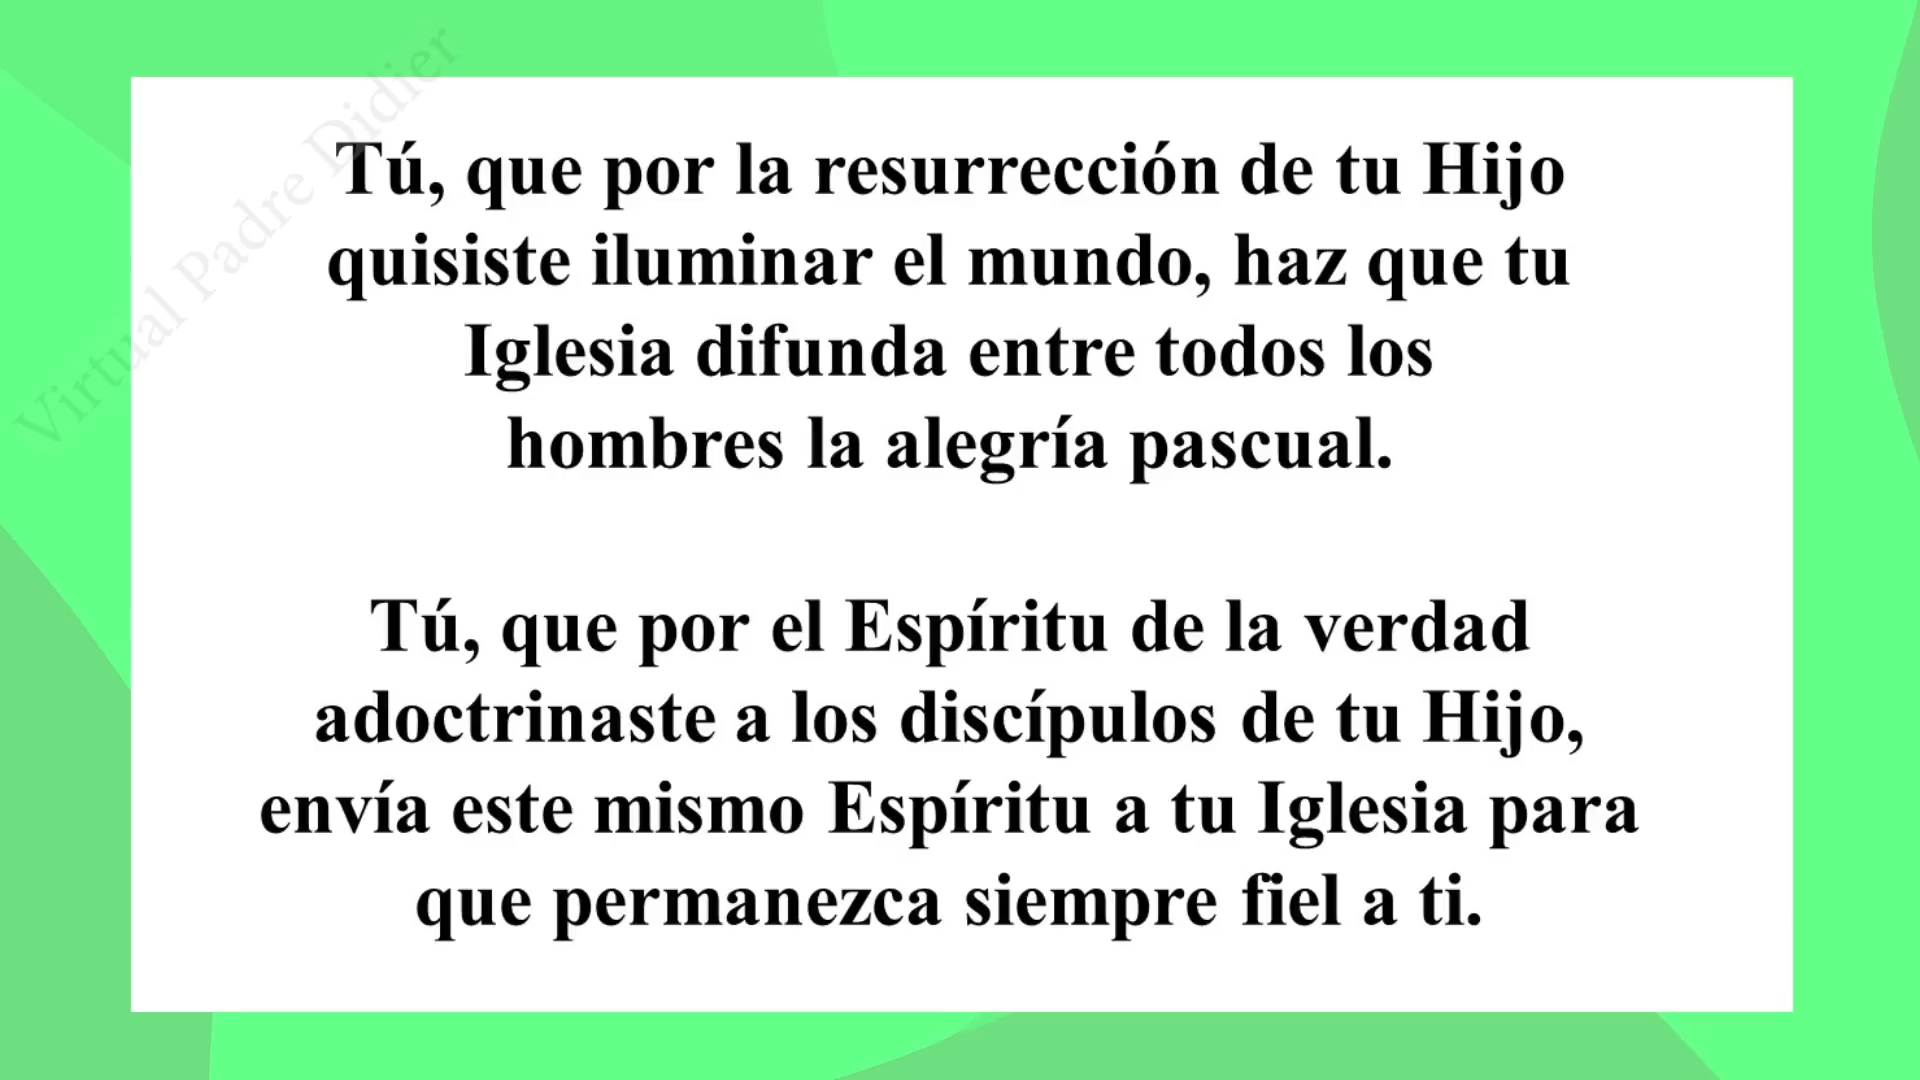 Virtual Padre Didier
Tú, que por la resurrección de tu Hijo
quisiste iluminar el mundo, haz que tu
Iglesia difunda entre todos los
hombres la alegría pascual.
Tú, que por el Espíritu de la verdad
adoctrinaste a los discípulos de tu Hijo,
envía este mismo Espíritu a tu Iglesia para
que permanezca siempre fiel a ti.